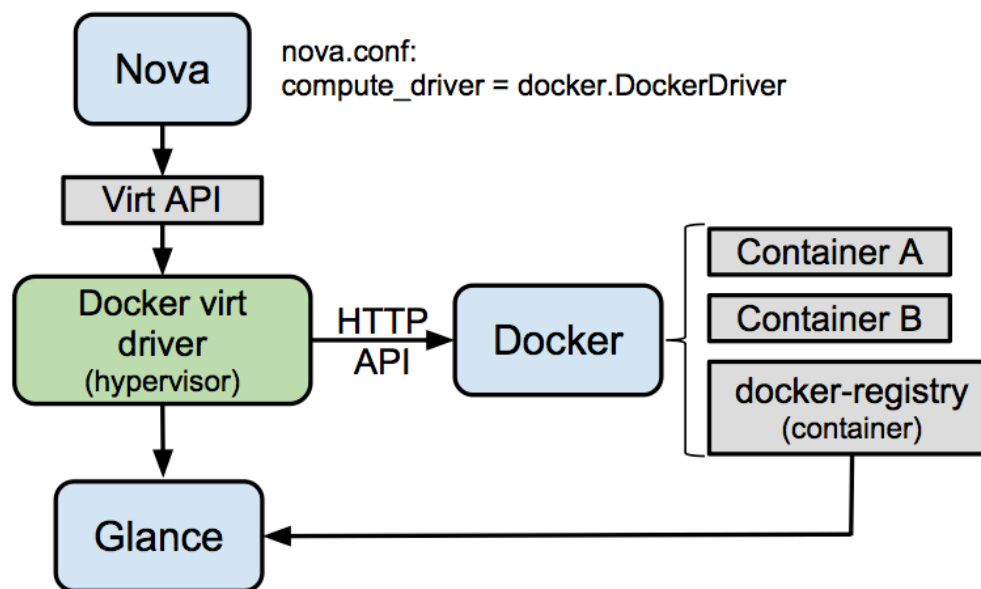 Nova
nova.conf:
compute_driver = docker.DockerDriver
Virt API
Docker virt
driver
(hypervisor)
HTTP
API
Docker
Container A
Container B
docker-registry
(container)
Glance